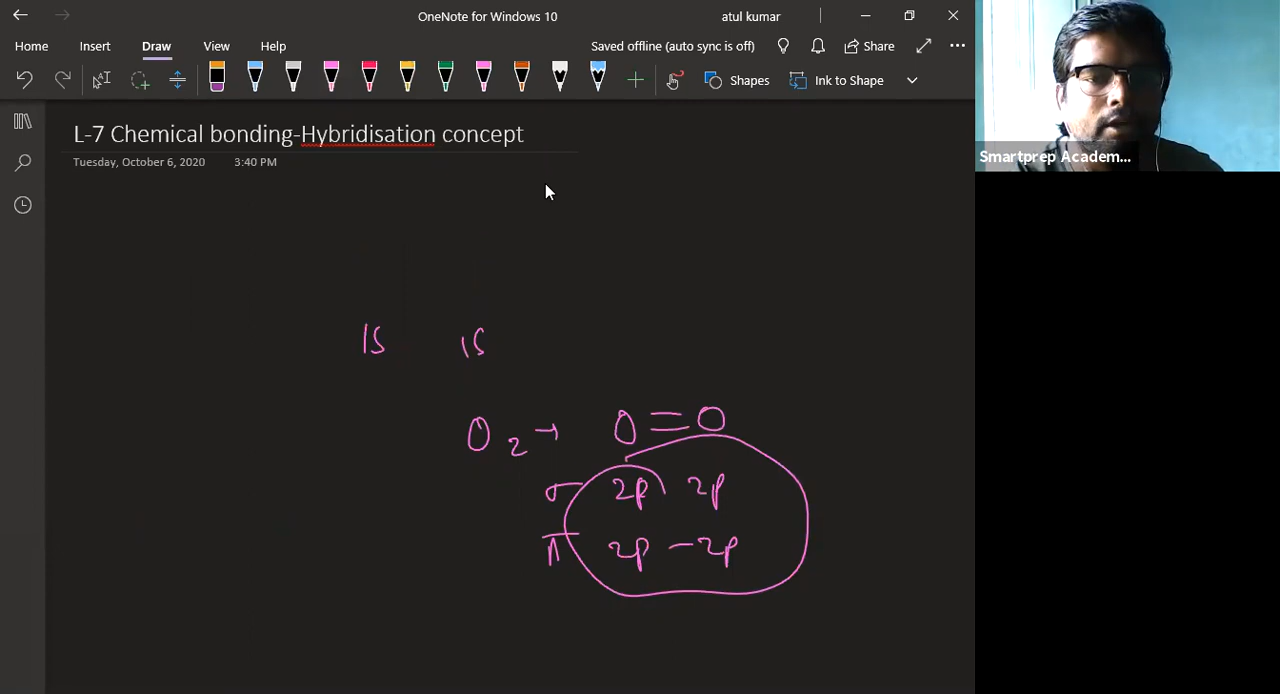 OneNote for Windows 10
atul kumar
Home Insert Draw View Help
Saved offline (auto sync is off)
Share
Shapes
Ink to Shape
Smartprep Academ...
L-7 Chemical bonding-Hybridisation concept
Tuesday, October 6, 2020 3:40 PM
1s 1s
O2 → O=O
σ 2p 2p
π 2p - 2p